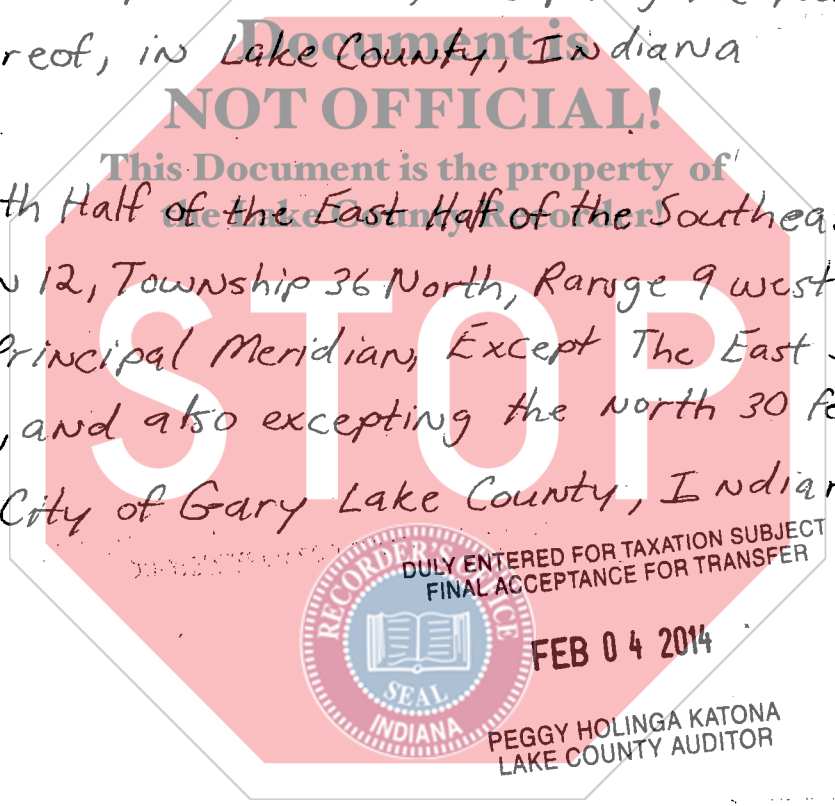 reof, in Lake County, Indiana
Document is
NOT OFFICIAL!
This Document is the property of
the Lake County Recorder!
th Half of the East Half of the Southeas
12, Township 36 North, Range 9 west
Principal Meridian, Except The East
and also excepting the North 30 fe
City of Gary Lake County, Indian
STOP
DULY ENTERED FOR TAXATION SUBJECT
FINAL ACCEPTANCE FOR TRANSFER
FEB 04 2014
PEGGY HOLINGA KATONA
LAKE COUNTY AUDITOR
RECORDER'S OFFICE
SEAL
INDIANA